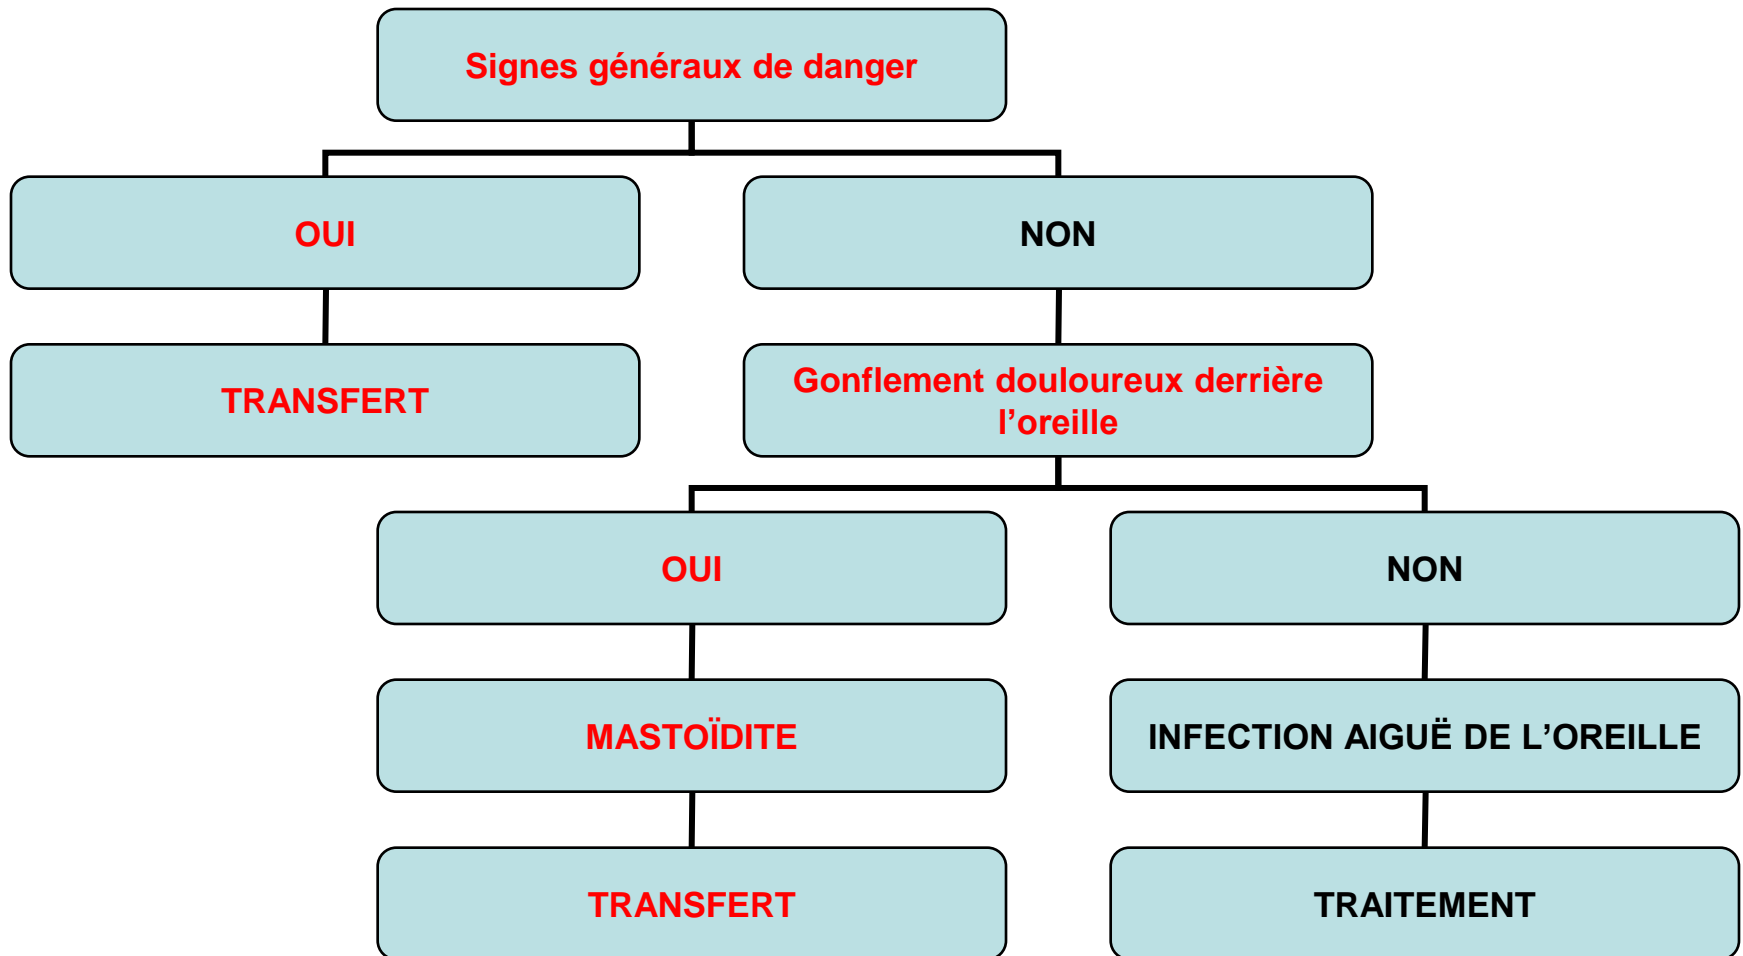 Signes généraux de danger
OUI
NON
TRANSFERT
Gonflement douloureux derrière
l’oreille
OUI
NON
MASTOÏDITE
INFECTION AIGUË DE L’OREILLE
TRANSFERT
TRAITEMENT